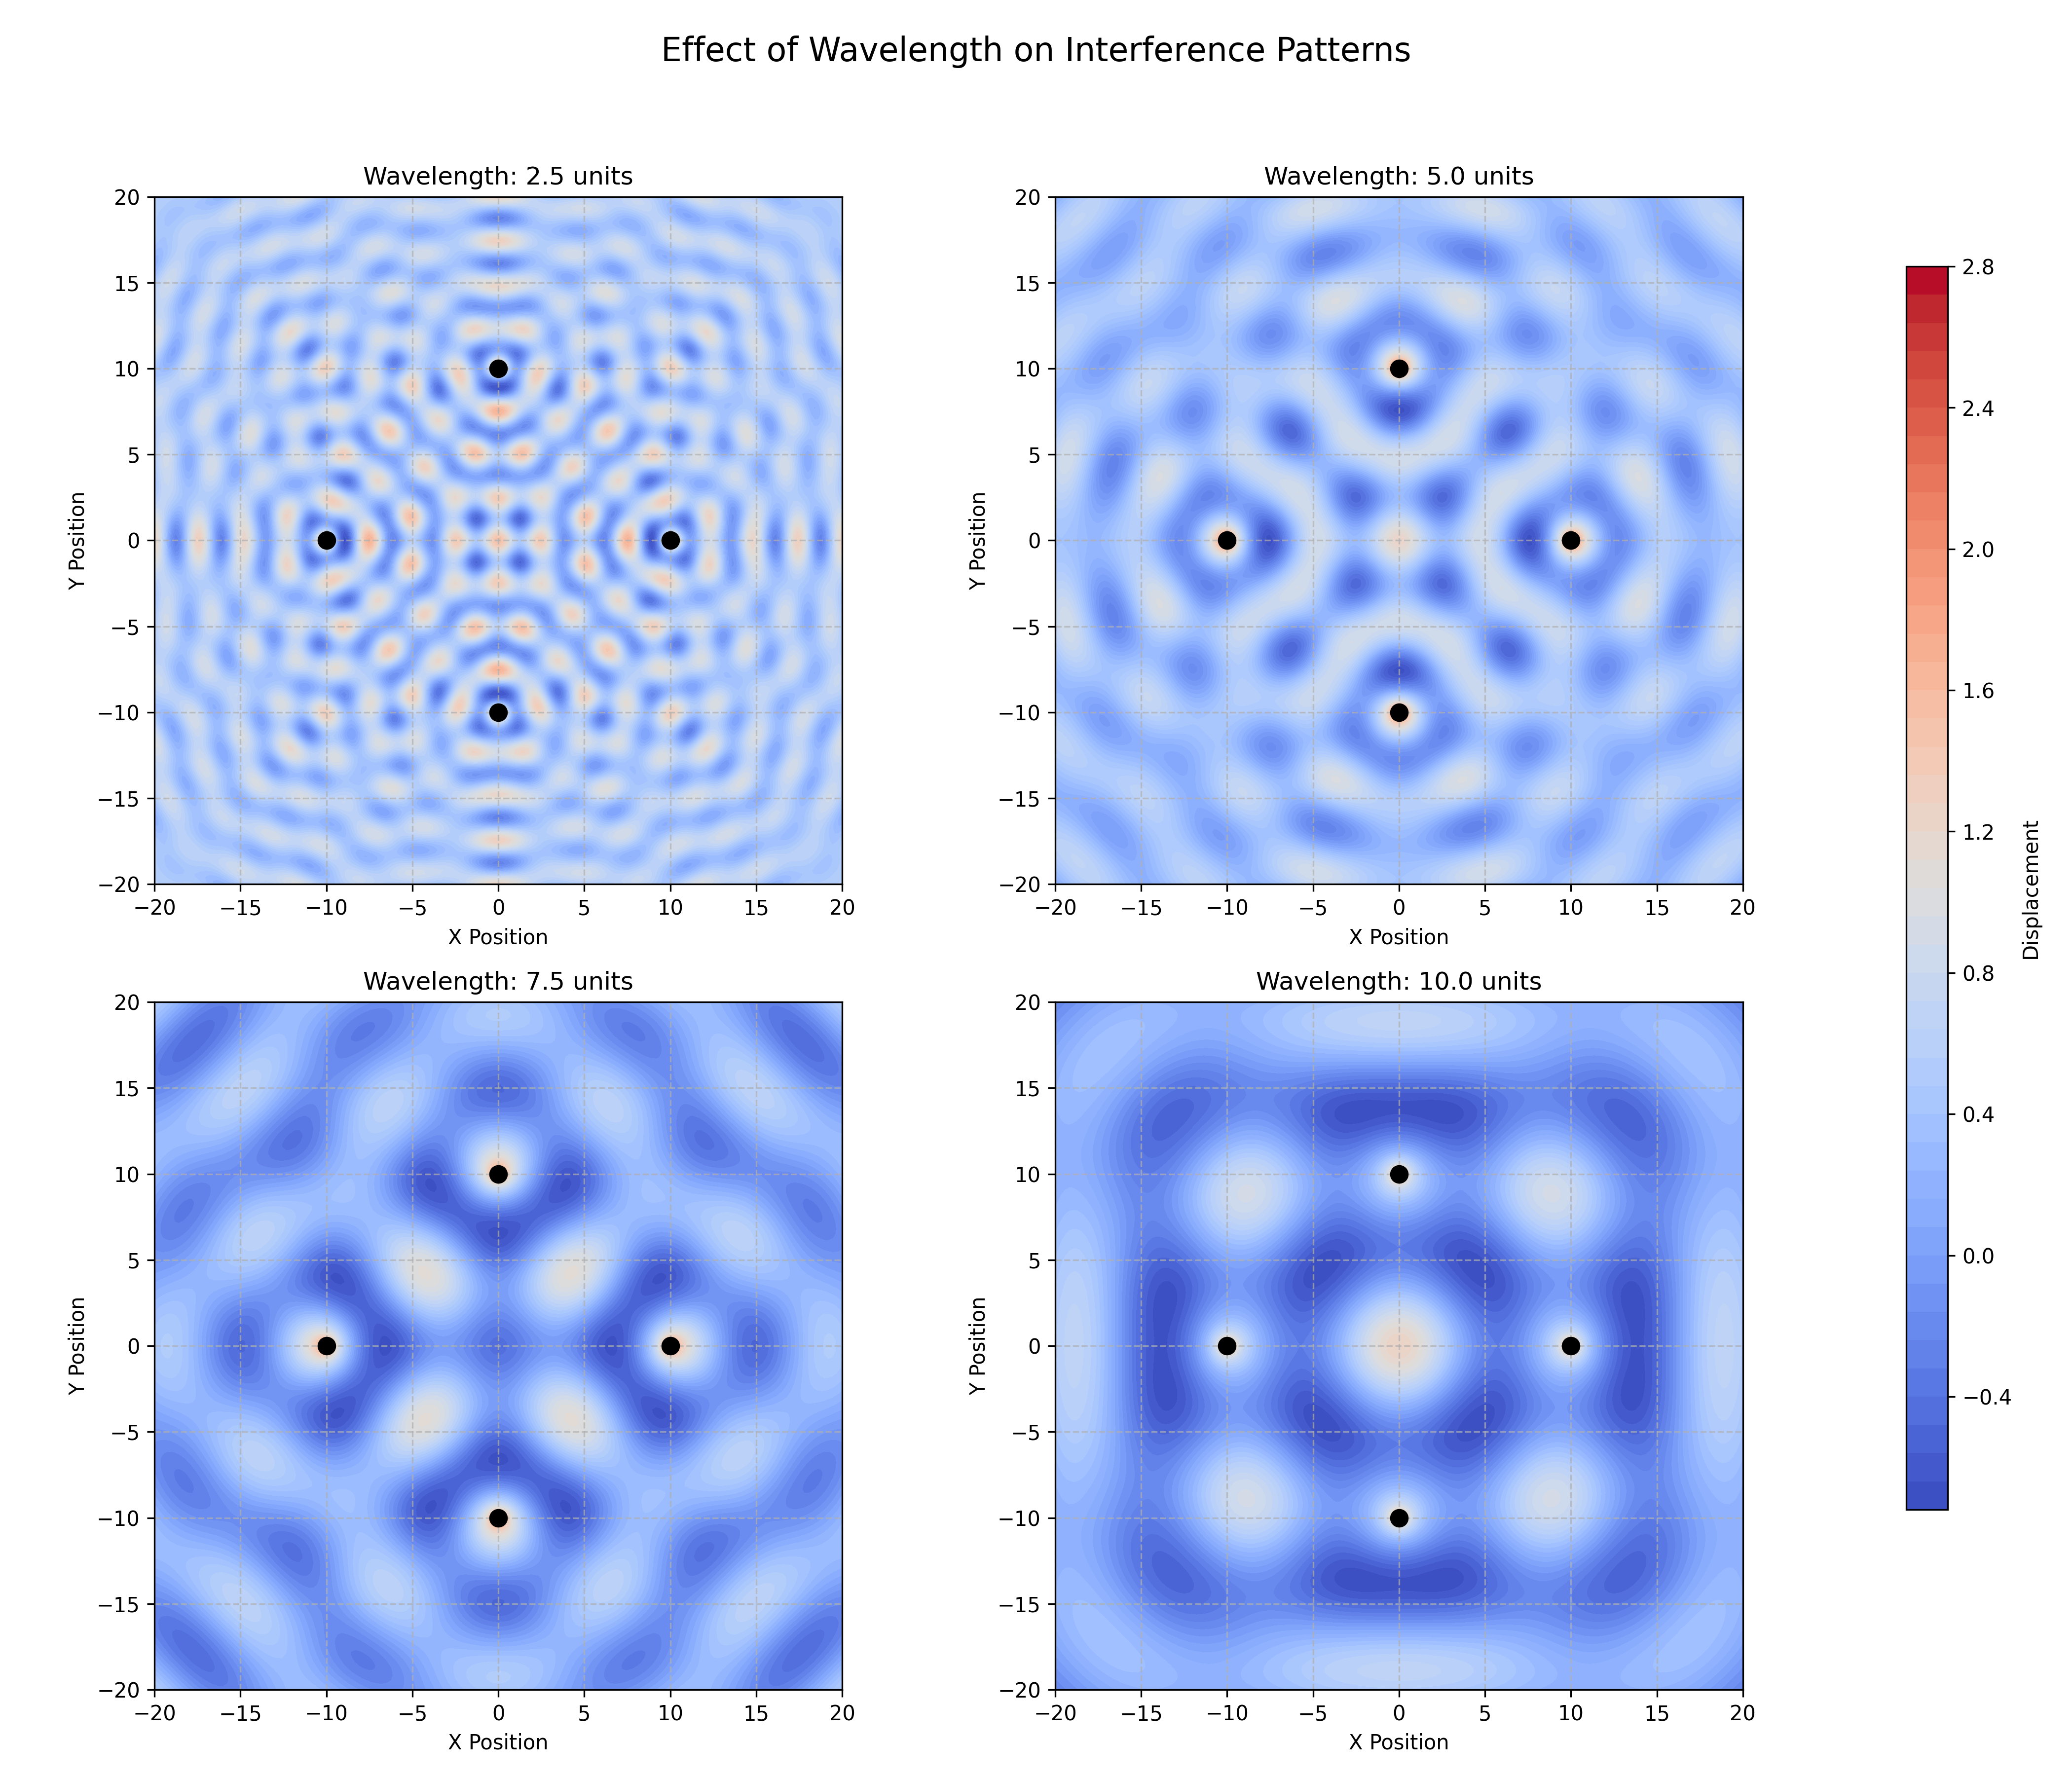 Effect of Wavelength on Interference Patterns
Wavelength: 2.5 units
20
15
10
5
0
−5
−10
−15
−20
Y Position
−20 −15 −10 −5 0 5 10 15 20
X Position
Wavelength: 5.0 units
20
15
10
5
0
−5
−10
−15
−20
Y Position
−20 −15 −10 −5 0 5 10 15 20
X Position
Wavelength: 7.5 units
20
15
10
5
0
−5
−10
−15
−20
Y Position
−20 −15 −10 −5 0 5 10 15 20
X Position
Wavelength: 10.0 units
20
15
10
5
0
−5
−10
−15
−20
Y Position
−20 −15 −10 −5 0 5 10 15 20
X Position
2.8
2.4
2.0
1.6
1.2
0.8
0.4
0.0
−0.4
Displacement